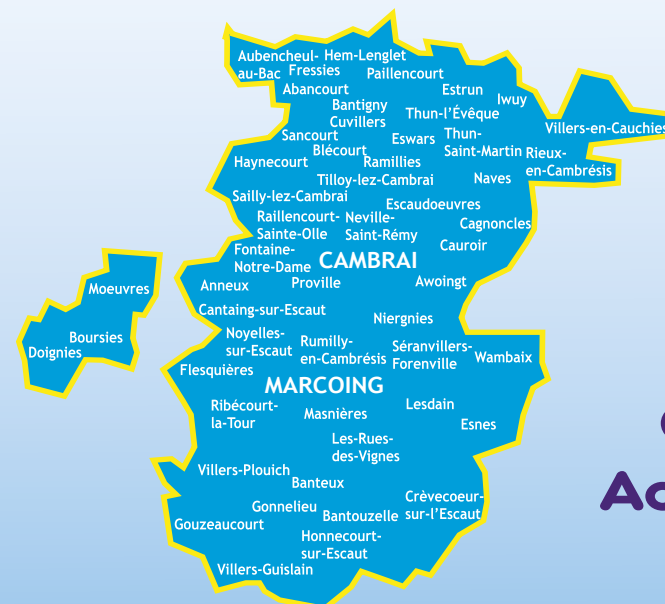 Aubencheul-
au-Bac
Hem-Lenglet
Fressies
Paillencourt
Abancourt
Estrun
Iwuy
Bantigny
Cuvillers
Thun-l'Évêque
Villers-en-Cauchies
Sancourt
Eswars
Thun-
Saint-Martin
Blécourt
Rieux-
en-Cambrésis
Haynecourt
Ramillies
Tilloy-lez-Cambrai
Naves
Sailly-lez-Cambrai
Escaudoeuvres
Raillencourt-
Sainte-Olle
Neville-
Saint-Rémy
Cagnoncles
Cauroir
Fontaine-
Notre-Dame
CAMBRAI
Anneux
Proville
Awoingt
Moeuvres
Cantaing-sur-Escaut
Niergnies
Boursies
Doignies
Noyelles-
sur-Escaut
Rumilly-
en-Cambrésis
Séranvillers-
Forenville
Wambaix
Flesquières
MARCOING
Ribécourt-
la-Tour
Masnières
Lesdain
Esnes
Les-Rues-
des-Vignes
Villers-Plouich
Banteux
Crèvecoeur-
sur-l'Escaut
Gonnelieu
Bantouzelle
Gouzeaucourt
Honnecourt-
sur-Escaut
Villers-Guislain